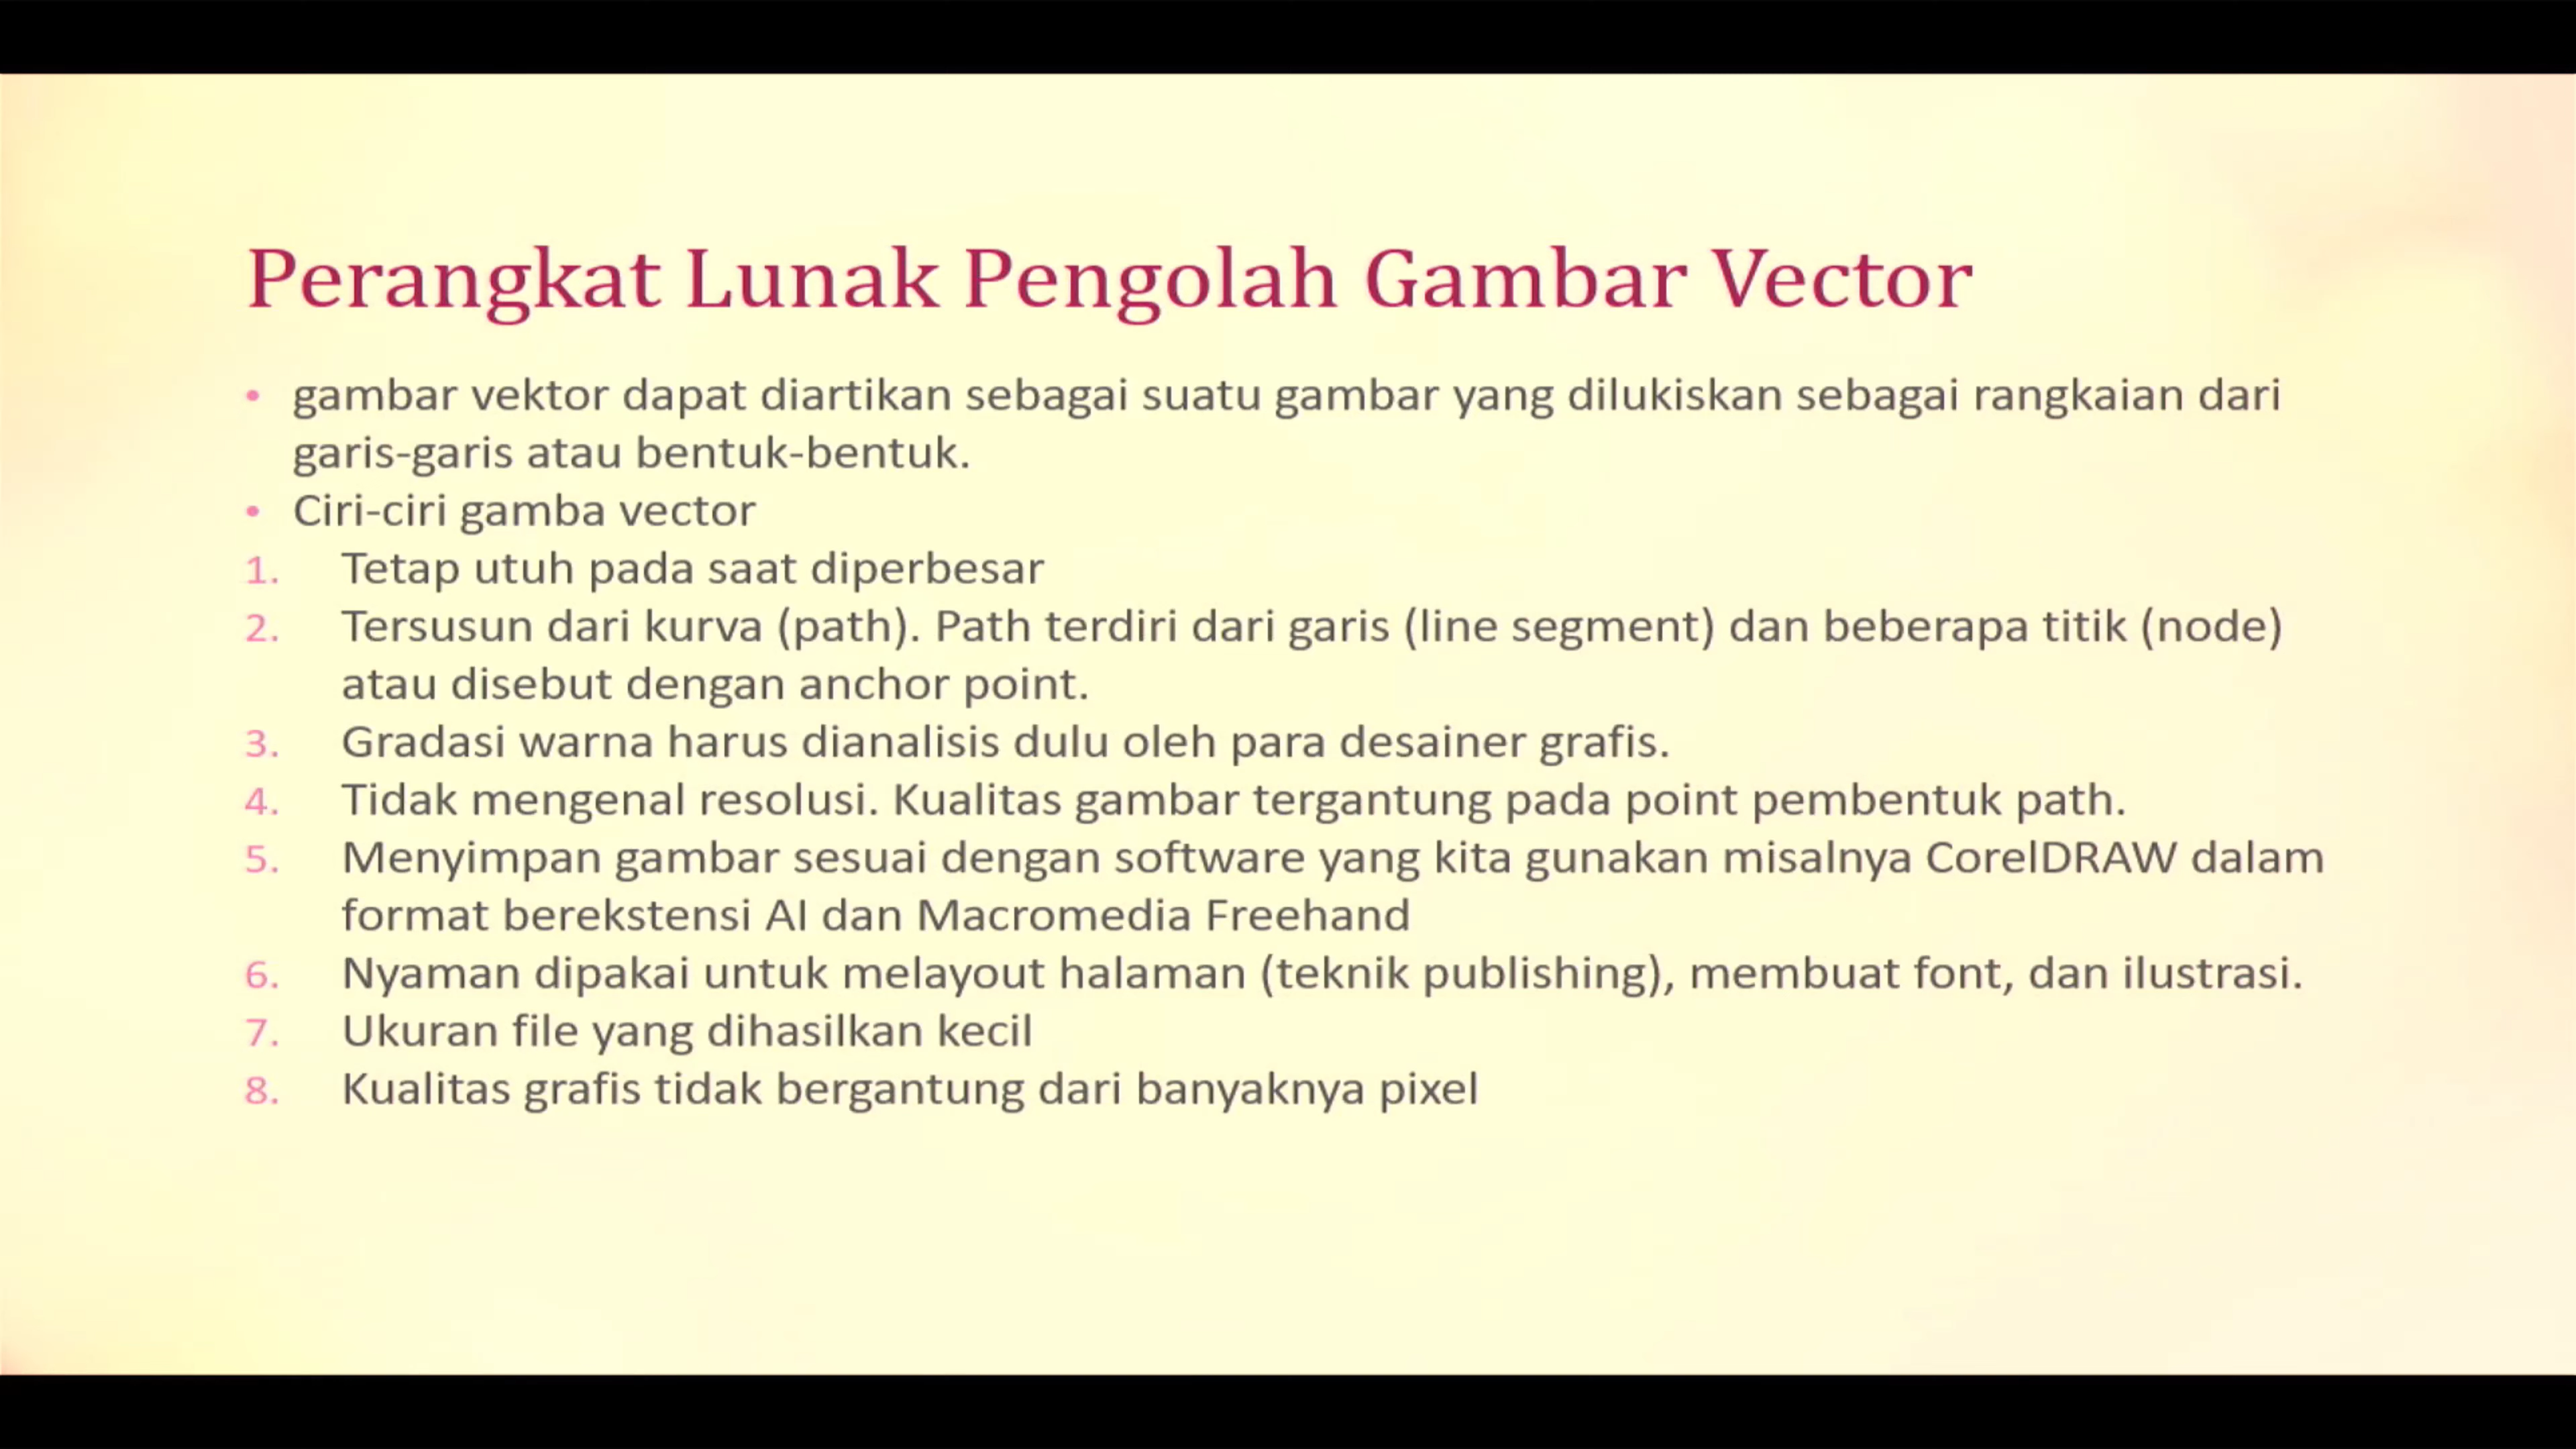 Perangkat Lunak Pengolah Gambar Vector
• gambar vektor dapat diartikan sebagai suatu gambar yang dilukiskan sebagai rangkaian dari
garis-garis atau bentuk-bentuk.
• Ciri-ciri gamba vector
1. Tetap utuh pada saat diperbesar
2. Tersusun dari kurva (path). Path terdiri dari garis (line segment) dan beberapa titik (node)
atau disebut dengan anchor point.
3. Gradasi warna harus dianalisis dulu oleh para desainer grafis.
4. Tidak mengenal resolusi. Kualitas gambar tergantung pada point pembentuk path.
5. Menyimpan gambar sesuai dengan software yang kita gunakan misalnya CorelDRAW dalam
format berekstensi AI dan Macromedia Freehand
6. Nyaman dipakai untuk melayout halaman (teknik publishing), membuat font, dan ilustrasi.
7. Ukuran file yang dihasilkan kecil
8. Kualitas grafis tidak bergantung dari banyaknya pixel